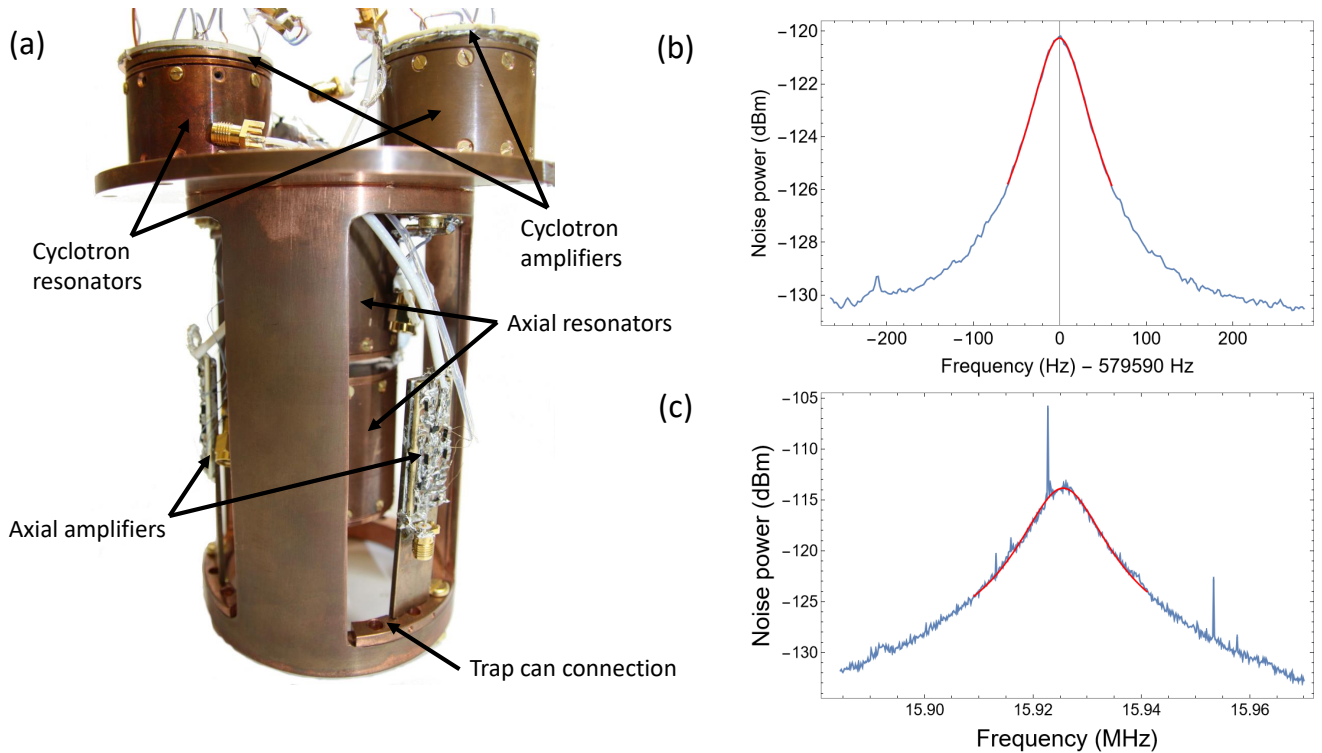 (a)
Cyclotron
resonators
Cyclotron
amplifiers
Axial resonators
Axial amplifiers
Trap can connection
(b)
Noise power (dBm)
−120
−122
−124
−126
−128
−130
−200
−100
0
100
200
Frequency (Hz) − 579590 Hz
(c)
Noise power (dBm)
−105
−110
−115
−120
−125
−130
15.90
15.92
15.94
15.96
Frequency (MHz)